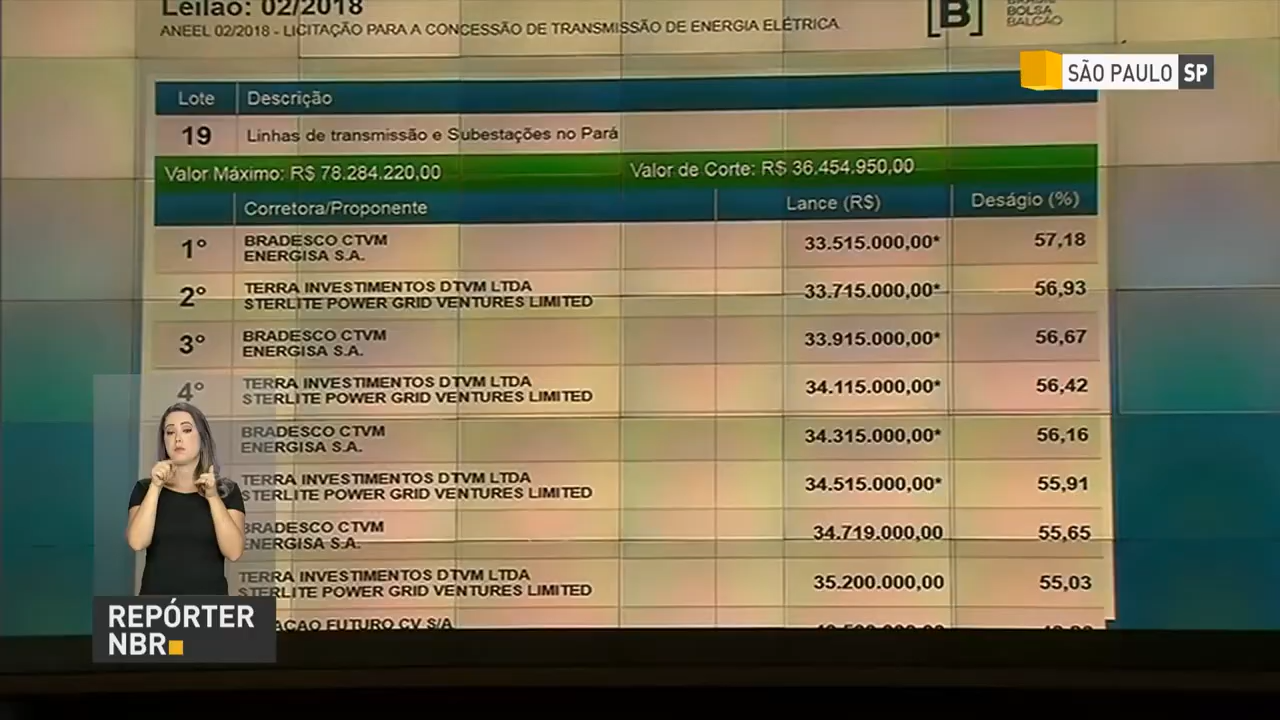 Leilão: 02/2018
ANEEL 02/2018 - LICITAÇÃO PARA A CONCESSÃO DE TRANSMISSÃO DE ENERGIA ELÉTRICA
[B]
BRASIL
BOLSA
BALCÃO
SÃO PAULO SP
Lote Descrição
19 Linhas de transmissão e Subestações no Pará
Valor Máximo: R$ 78.284.220,00 Valor de Corte: R$ 36.454.950,00
Corretora/Proponente Lance (R$) Deságio (%)
1º BRADESCO CTVM 33.515.000,00* 57,18
ENERGISA S.A.
2º TERRA INVESTIMENTOS DTVM LTDA 33.715.000,00* 56,93
STERLITE POWER GRID VENTURES LIMITED
3º BRADESCO CTVM 33.915.000,00* 56,67
ENERGISA S.A.
4º TERRA INVESTIMENTOS DTVM LTDA 34.115.000,00* 56,42
STERLITE POWER GRID VENTURES LIMITED
BRADESCO CTVM 34.315.000,00* 56,16
ENERGISA S.A.
TERRA INVESTIMENTOS DTVM LTDA 34.515.000,00* 55,91
STERLITE POWER GRID VENTURES LIMITED
BRADESCO CTVM 34.719.000,00 55,65
ENERGISA S.A.
TERRA INVESTIMENTOS DTVM LTDA 35.200.000,00 55,03
STERLITE POWER GRID VENTURES LIMITED
FUTURO CV S/A
REPÓRTER
NBR